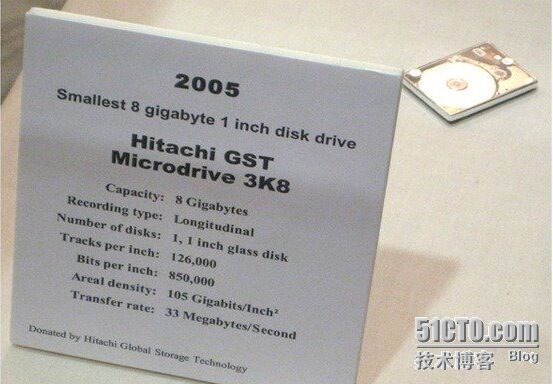 2005
Smallest 8 gigabyte 1 inch disk drive
Hitachi GST
Microdrive 3K8
Capacity: 8 Gigabytes
Recording type: Longitudinal
Number of disks: 1, 1 inch glass disk
Tracks per inch: 126,000
Bits per inch: 850,000
Areal density: 105 Gigabits/Inch²
Transfer rate: 33 Megabytes/Second
Donated by Hitachi Global Storage Technology
51CTO.com
技术博客 Blog